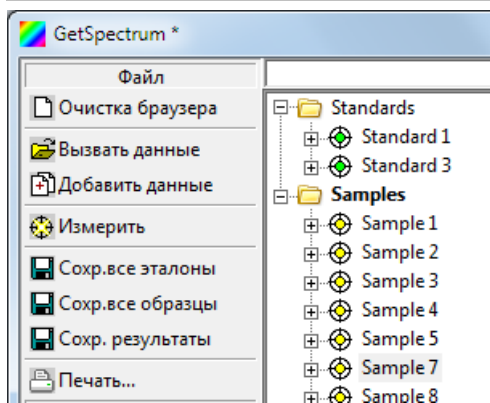 GetSpectrum *
Файл
Очистка браузера
Вызвать данные
Добавить данные
Измерить
Сохр.все эталоны
Сохр.все образцы
Сохр. результаты
Печать...
Standards
Standard 1
Standard 3
Samples
Sample 1
Sample 2
Sample 3
Sample 4
Sample 5
Sample 7
Sample 8